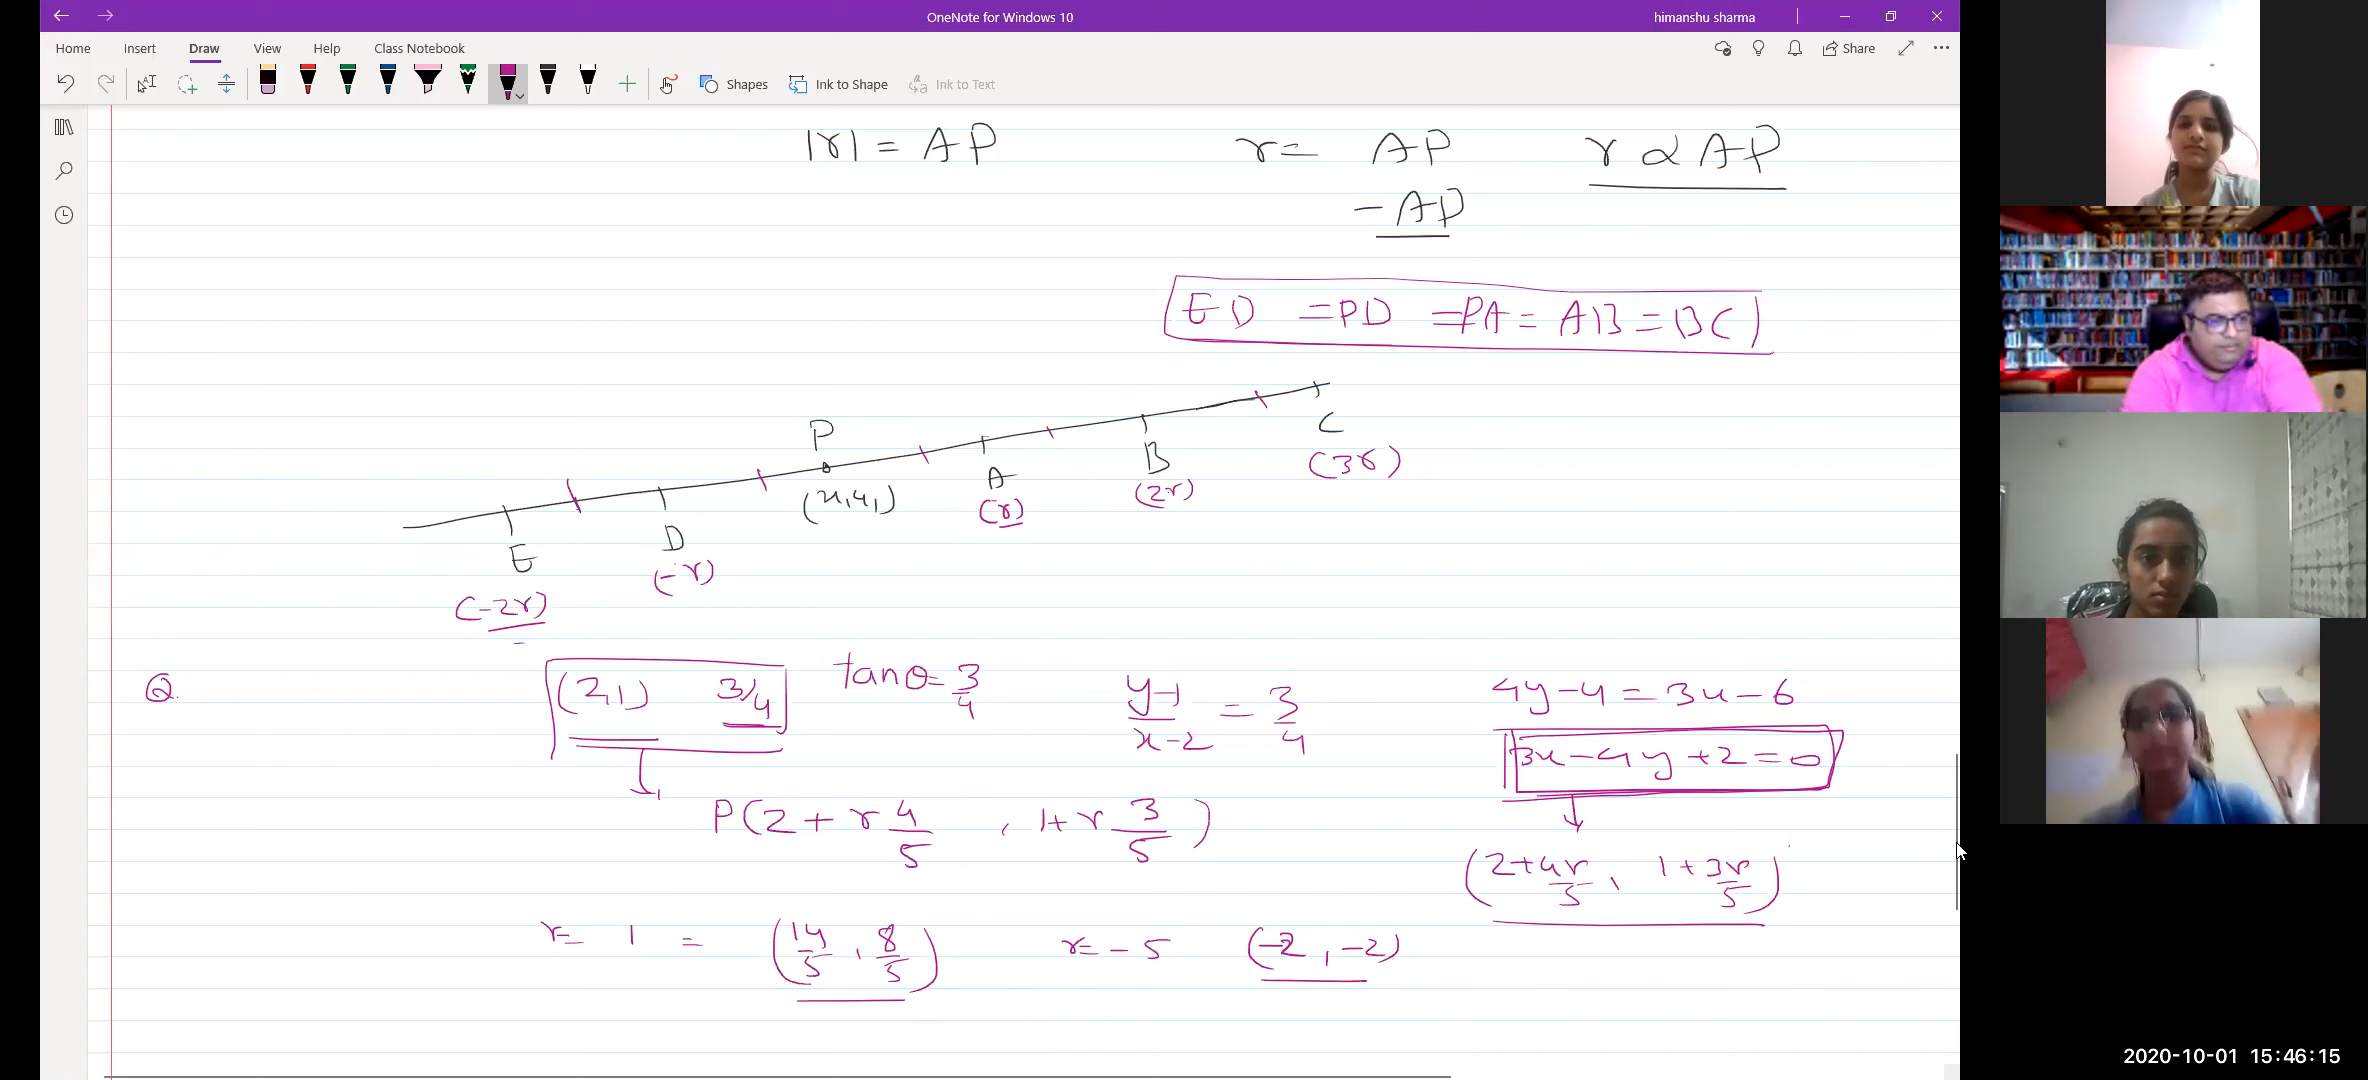 OneNote for Windows 10
himanshu sharma
Home Insert Draw View Help Class Notebook
Share
Shapes Ink to Shape Ink to Text
|r| = AP r = AP r ∝ AP
- AP
ED = PD = PA = AB = BC
P C
(x₁y₁) A B (3r)
(r) (2r)
E D
(-2r) (-r)
Q. (2,1) 3/4 tanθ = 3/4 y-1/x-2 = 3/4 4y-4 = 3x-6
3x-4y+2=0
P(2 + r 4/5 , 1+r 3/5)
(2+4r/5, 1+3r/5)
r= 1 = (14/5, 8/5) r= -5 (-2, -2)
2020-10-01 15:46:15